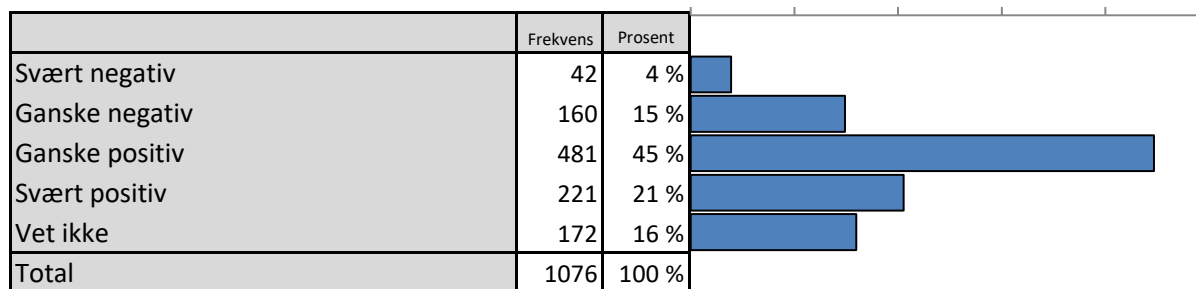 Frekvens Prosent
Svært negativ 42 4 %
Ganske negativ 160 15 %
Ganske positiv 481 45 %
Svært positiv 221 21 %
Vet ikke 172 16 %
Total 1076 100 %